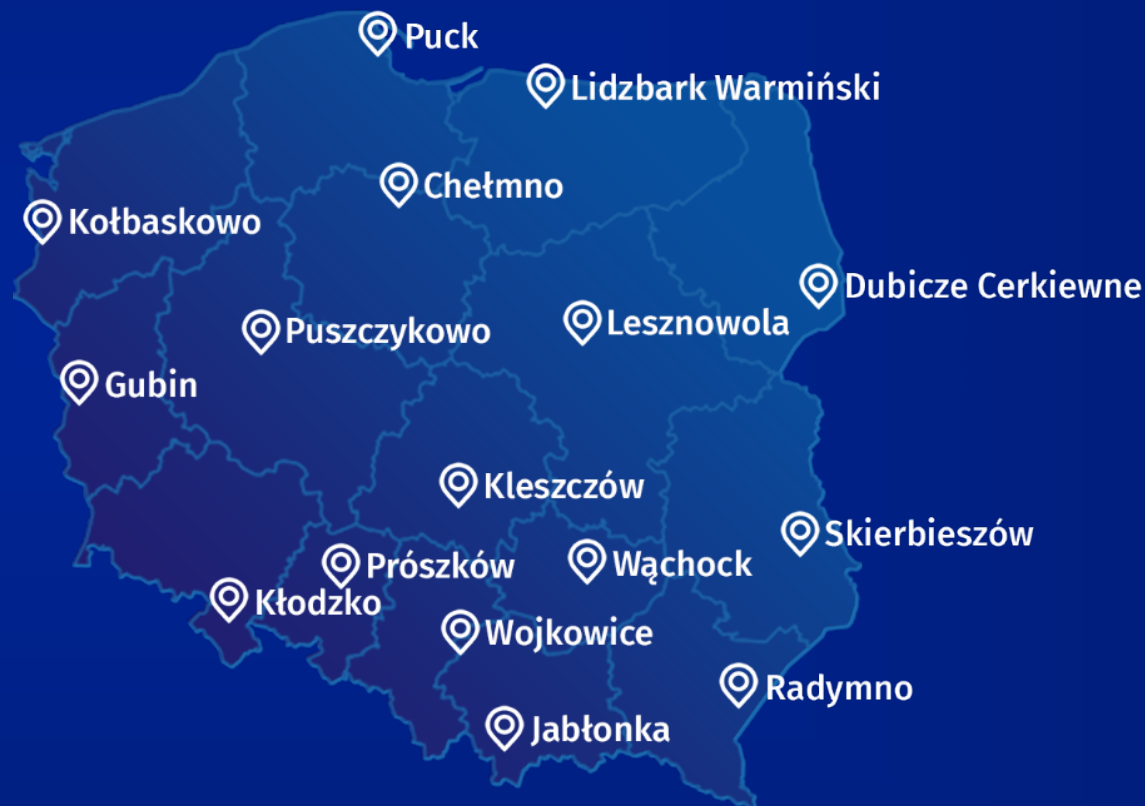 Puck
Lidzbark Warmiński
Chełmno
Kołbaskowo
Dubicze Cerkiewne
Lesznowola
Puszczykowo
Gubin
Kleszczów
Skierbieszów
Wąchock
Prószków
Kłodzko
Wojkowice
Radymno
Jabłonka